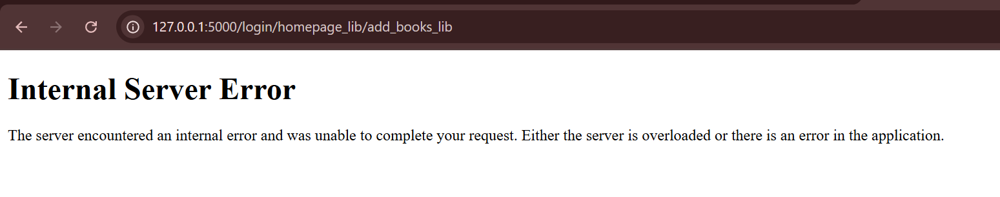 127.0.0.1:5000/login/homepage_lib/add_books_lib
Internal Server Error
The server encountered an internal error and was unable to complete your request. Either the server is overloaded or there is an error in the application.